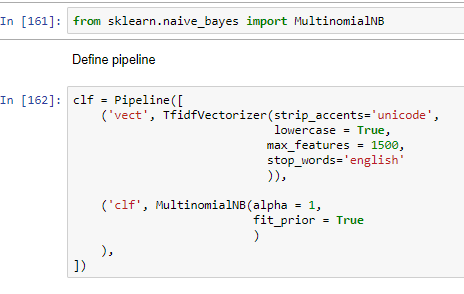 In [161]: from sklearn.naive_bayes import MultinomialNB
Define pipeline
In [162]: clf = Pipeline([
('vect', TfidfVectorizer(strip_accents='unicode',
lowercase = True,
max_features = 1500,
stop_words='english'
)),
('clf', MultinomialNB(alpha = 1,
fit_prior = True
)
),
])